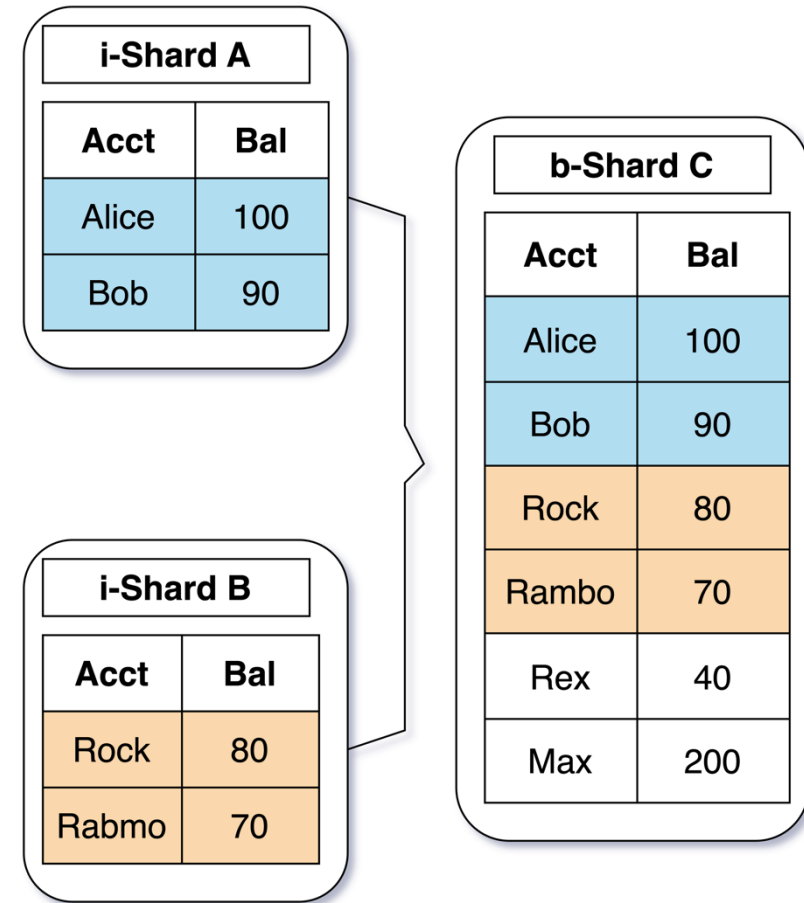 i-Shard A
Acct Bal
Alice 100
Bob 90
i-Shard B
Acct Bal
Rock 80
Rabmo 70
b-Shard C
Acct Bal
Alice 100
Bob 90
Rock 80
Rambo 70
Rex 40
Max 200